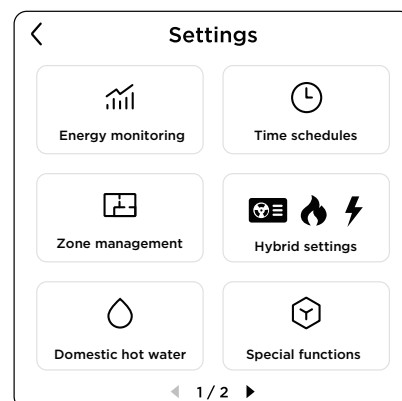 Settings
Energy monitoring
Time schedules
Zone management
Hybrid settings
Domestic hot water
Special functions
1 / 2